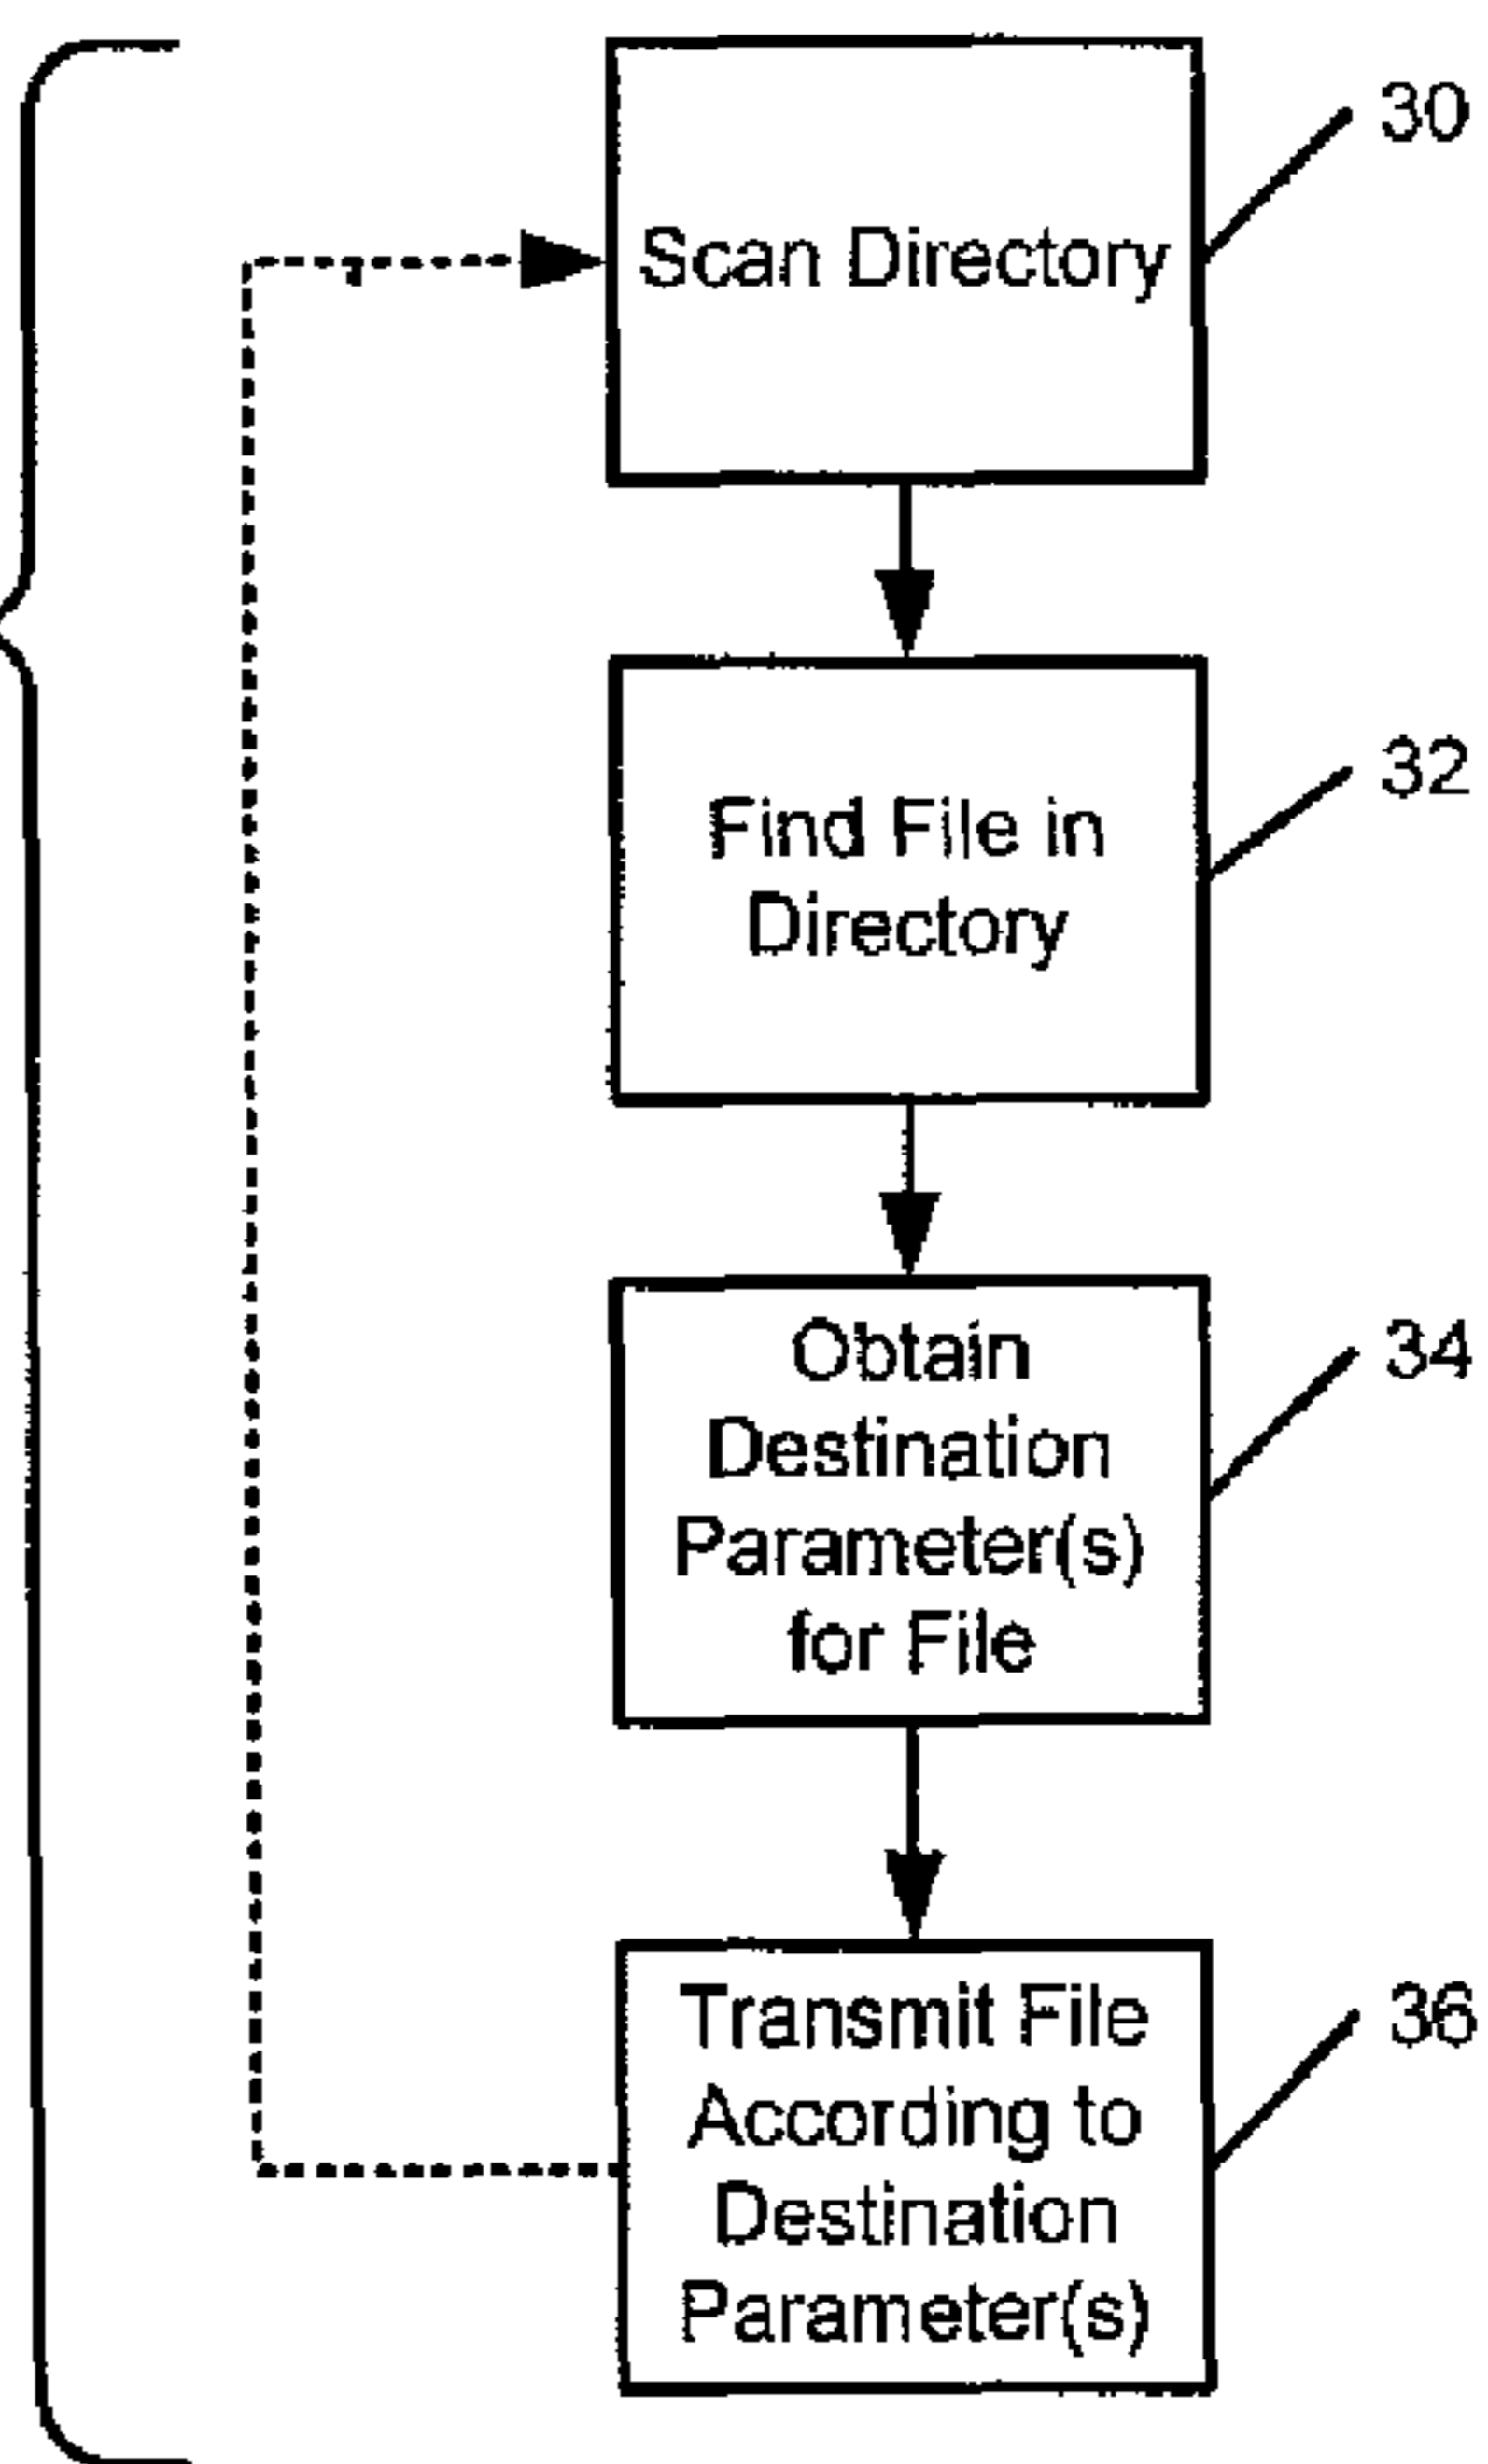 30
Scan Directory
32
Find File in
Directory
34
Obtain
Destination
Parameter(s)
for File
36
Transmit File
According to
Destination
Parameter(s)